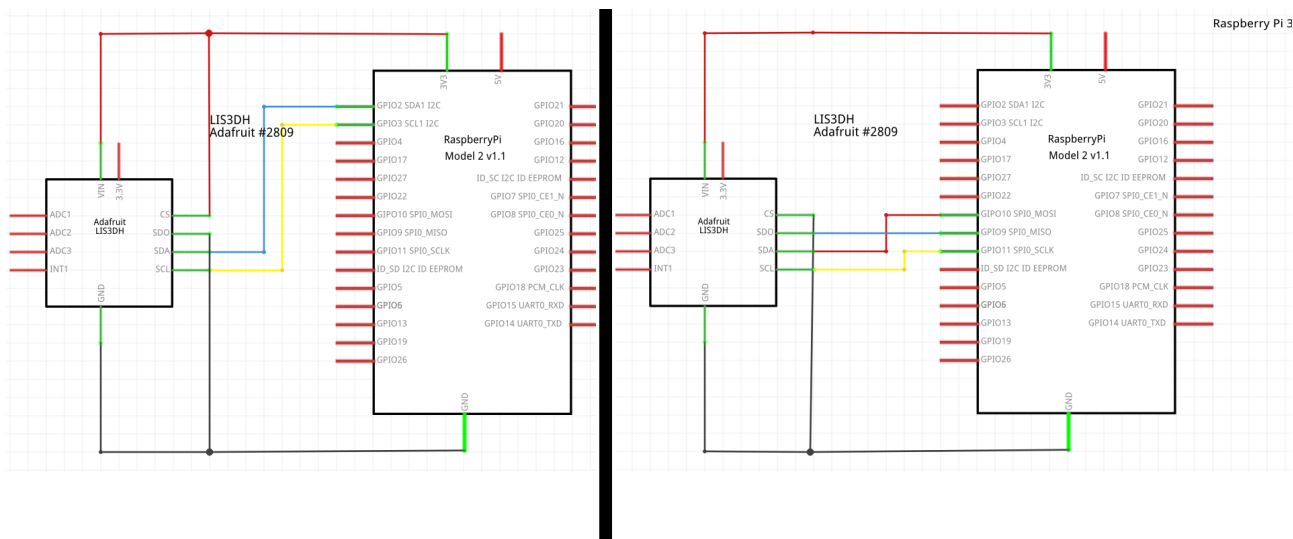 3V3
5V
GPIO2 SDA1 I2C
GPIO3 SCL1 I2C
GPIO4
GPIO17
GPIO27
GPIO22
GIPO10 SPI0_MOSI
GPIO9 SPI0_MISO
GPIO11 SPI0_SCLK
ID_SD I2C ID EEPROM
GPIO5
GPIO6
GPIO13
GPIO19
GPIO26
GPIO21
GPIO20
GPIO16
GPIO12
ID_SC I2C ID EEPROM
GPIO7 SPI0_CE1_N
GPIO8 SPI0_CE0_N
GPIO25
GPIO24
GPIO23
GPIO18 PCM_CLK
GPIO15 UART0_RXD
GPIO14 UART0_TXD
RaspberryPi
Model 2 v1.1
GND
LIS3DH
Adafruit #2809
VIN
3.3V
ADC1
ADC2
ADC3
INT1
Adafruit
LIS3DH
CS
SDO
SDA
SCL
GND
Raspberry Pi 3
3V3
5V
GPIO2 SDA1 I2C
GPIO3 SCL1 I2C
GPIO4
GPIO17
GPIO27
GPIO22
GIPO10 SPI0_MOSI
GPIO9 SPI0_MISO
GPIO11 SPI0_SCLK
ID_SD I2C ID EEPROM
GPIO5
GPIO6
GPIO13
GPIO19
GPIO26
GPIO21
GPIO20
GPIO16
GPIO12
ID_SC I2C ID EEPROM
GPIO7 SPI0_CE1_N
GPIO8 SPI0_CE0_N
GPIO25
GPIO24
GPIO23
GPIO18 PCM_CLK
GPIO15 UART0_RXD
GPIO14 UART0_TXD
RaspberryPi
Model 2 v1.1
GND
LIS3DH
Adafruit #2809
VIN
3.3V
ADC1
ADC2
ADC3
INT1
Adafruit
LIS3DH
CS
SDO
SDA
SCL
GND